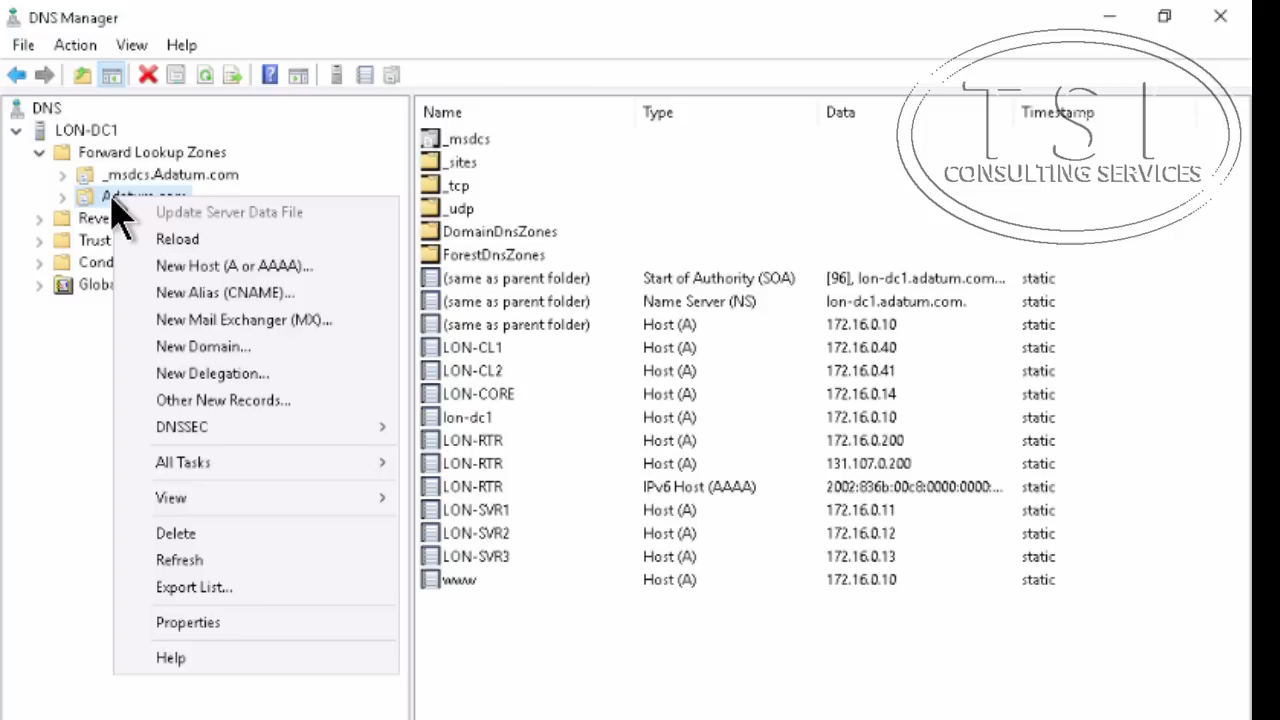 DNS Manager
File Action View Help
TSI
CONSULTING SERVICES
DNS
LON-DC1
Forward Lookup Zones
_msdcs.Adatum.com
Adatum.com
Reve
Trust
Cond
Globa
Update Server Data File
Reload
New Host (A or AAAA)...
New Alias (CNAME)...
New Mail Exchanger (MX)...
New Domain...
New Delegation...
Other New Records...
DNSSEC
All Tasks
View
Delete
Refresh
Export List...
Properties
Help
Name Type Data Timestamp
_msdcs
_sites
_tcp
_udp
DomainDnsZones
ForestDnsZones
(same as parent folder) Start of Authority (SOA) [96], lon-dc1.adatum.com... static
(same as parent folder) Name Server (NS) lon-dc1.adatum.com. static
(same as parent folder) Host (A) 172.16.0.10 static
LON-CL1 Host (A) 172.16.0.40 static
LON-CL2 Host (A) 172.16.0.41 static
LON-CORE Host (A) 172.16.0.14 static
lon-dc1 Host (A) 172.16.0.10 static
LON-RTR Host (A) 172.16.0.200 static
LON-RTR Host (A) 131.107.0.200 static
LON-RTR IPv6 Host (AAAA) 2002:836b:00c8:0000:0000:... static
LON-SVR1 Host (A) 172.16.0.11 static
LON-SVR2 Host (A) 172.16.0.12 static
LON-SVR3 Host (A) 172.16.0.13 static
www Host (A) 172.16.0.10 static